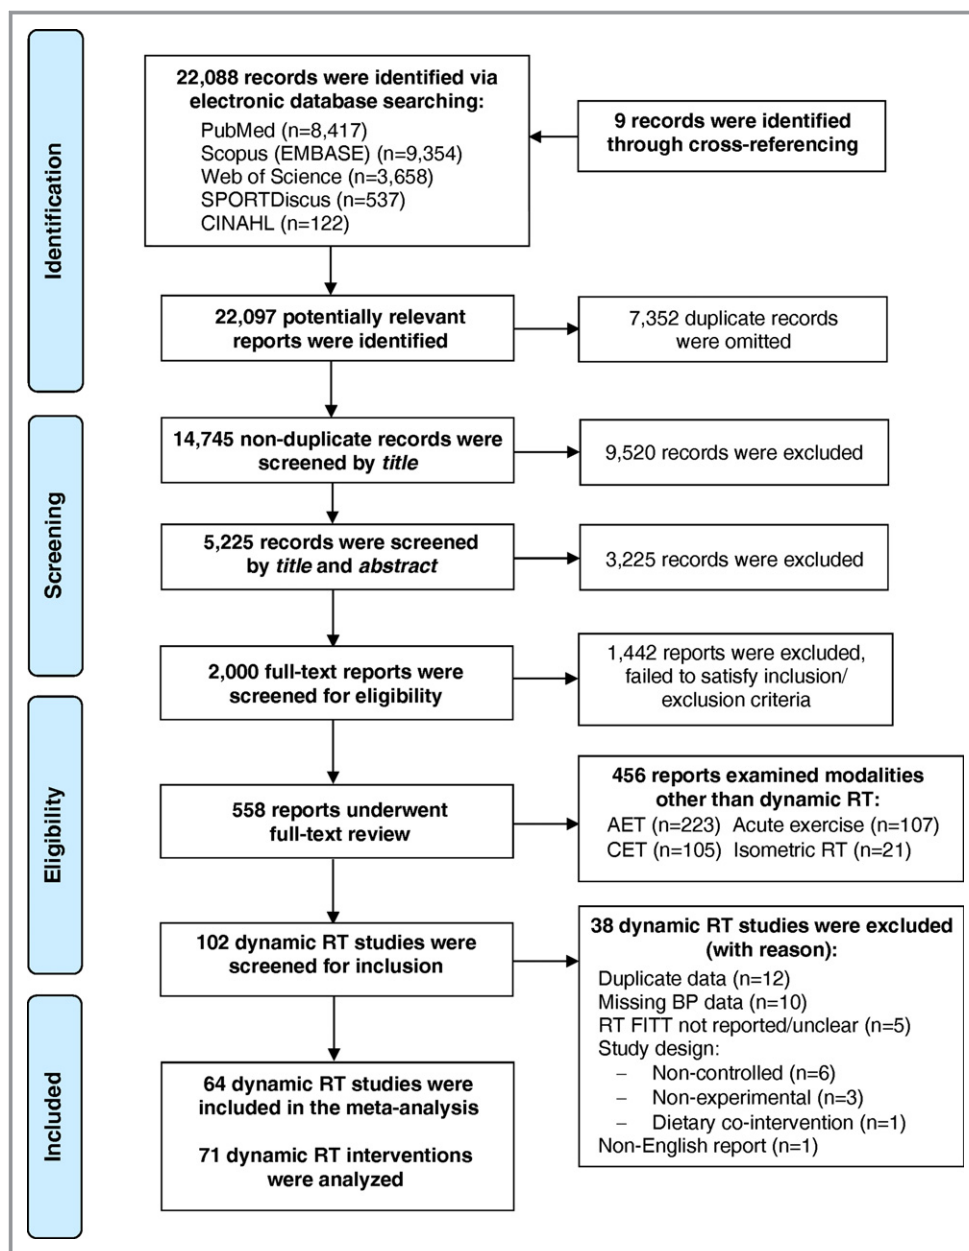 Identification
22,088 records were identified via
electronic database searching:
PubMed (n=8,417)
Scopus (EMBASE) (n=9,354)
Web of Science (n=3,658)
SPORTDiscus (n=537)
CINAHL (n=122)
9 records were identified
through cross-referencing
22,097 potentially relevant
reports were identified
7,352 duplicate records
were omitted
Screening
14,745 non-duplicate records were
screened by title
9,520 records were excluded
5,225 records were screened
by title and abstract
3,225 records were excluded
2,000 full-text reports were
screened for eligibility
1,442 reports were excluded,
failed to satisfy inclusion/
exclusion criteria
Eligibility
558 reports underwent
full-text review
456 reports examined modalities
other than dynamic RT:
AET (n=223) Acute exercise (n=107)
CET (n=105) Isometric RT (n=21)
102 dynamic RT studies were
screened for inclusion
38 dynamic RT studies were excluded
(with reason):
Duplicate data (n=12)
Missing BP data (n=10)
RT FITT not reported/unclear (n=5)
Study design:
– Non-controlled (n=6)
– Non-experimental (n=3)
– Dietary co-intervention (n=1)
Non-English report (n=1)
Included
64 dynamic RT studies were
included in the meta-analysis
71 dynamic RT interventions
were analyzed